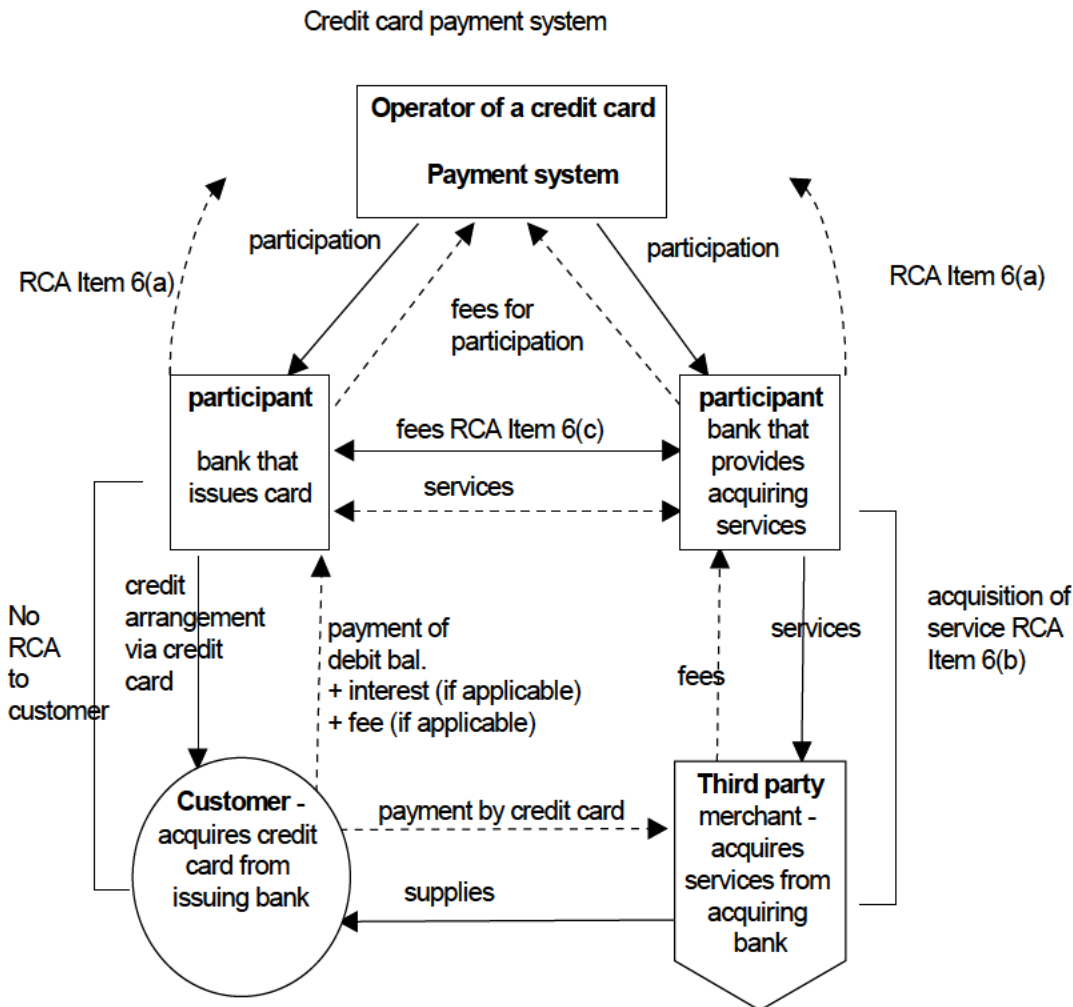 Credit card payment system
Operator of a credit card
Payment system
participation
participation
RCA Item 6(a)
RCA Item 6(a)
fees for
participation
participant
bank that
issues card
fees RCA Item 6(c)
services
participant
bank that
provides
acquiring
services
No
RCA
to
customer
credit
arrangement
via credit
card
payment of
debit bal.
+ interest (if applicable)
+ fee (if applicable)
fees
services
acquisition of
service RCA
Item 6(b)
Customer -
acquires credit
card from
issuing bank
payment by credit card
supplies
Third party
merchant -
acquires
services from
acquiring
bank